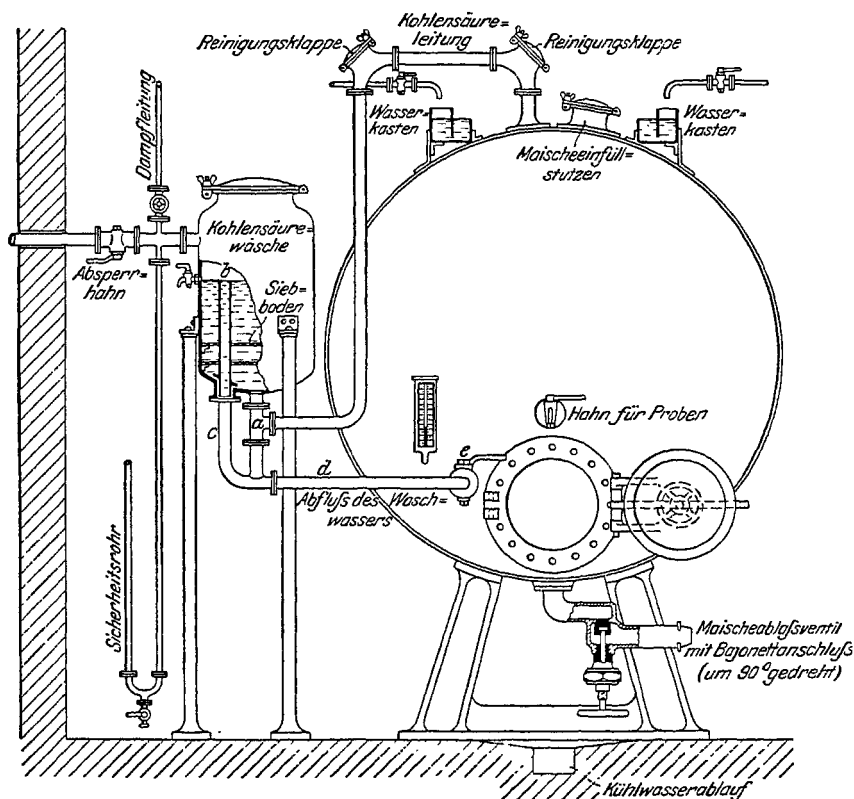 Kohlensäure=
leitung
Reinigungsklappe
Reinigungsklappe
Dampfleitung
Wasser=
kasten
Wasser=
kasten
Maischeeinfüll=
stutzen
Kohlensäure=
wäsche
Absperr=
hahn
b
Sieb=
boden
a
c
Hahn für Proben
e
d
Abfluß des Wasch=
wassers
Sicherheitsrohr
Maischeablaßventil
mit Bajonettanschluß
(um 90° gedreht)
Kühlwasserablauf